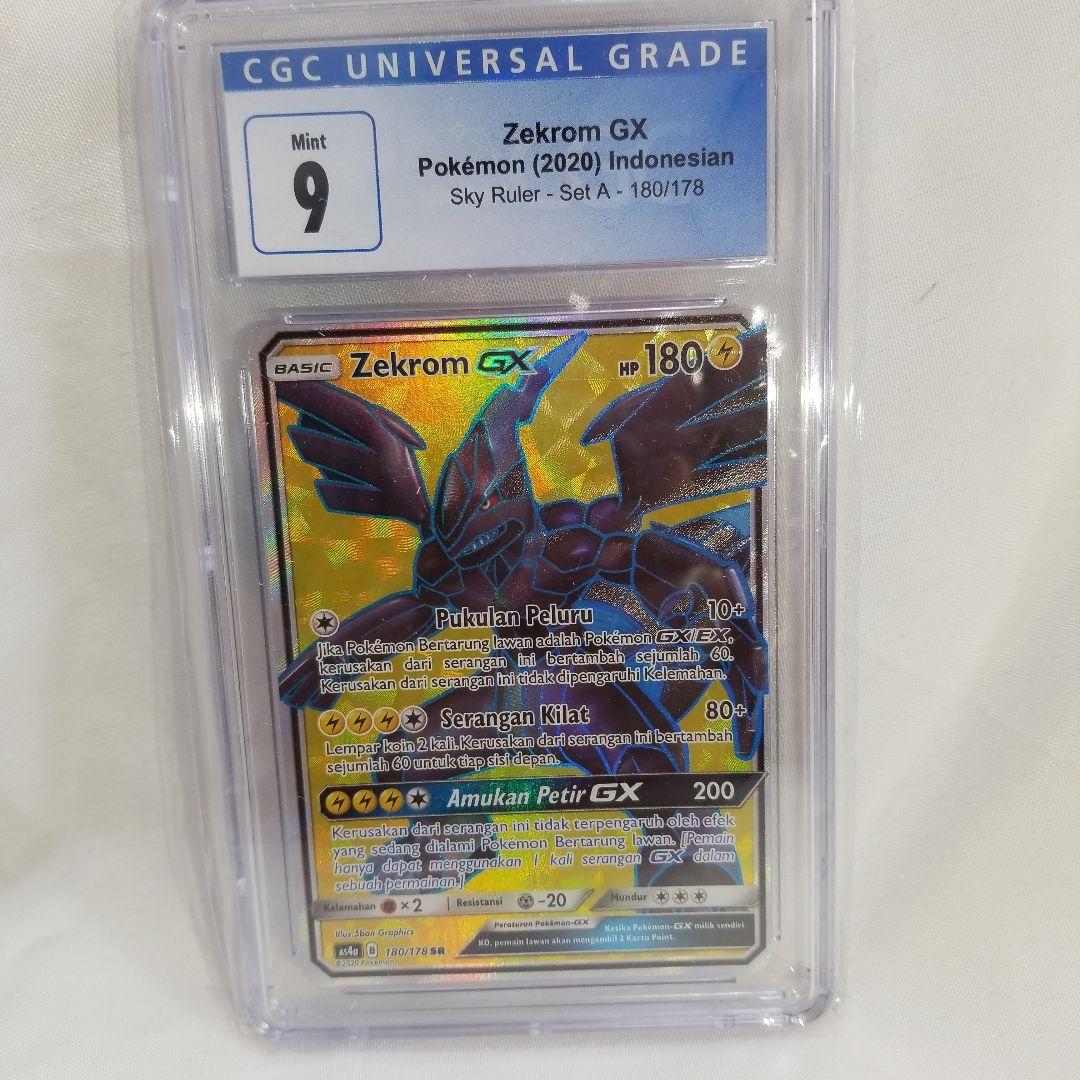 CGC UNIVERSAL GRADE
Mint
9
Zekrom GX
Pokémon (2020) Indonesian
Sky Ruler - Set A - 180/178
BASIC Zekrom GX HP 180
Pukulan Peluru 10+
Jika Pokémon Bertarung lawan adalah Pokémon GX/EX,
kerusakan dari serangan ini bertambah sejumlah 60.
Kerusakan dari serangan ini tidak dipengaruhi Kelemahan.
Serangan Kilat 80+
Lempar koin 2 kali. Kerusakan dari serangan ini bertambah
sejumlah 60 untuk tiap sisi depan.
Amukan Petir GX 200
Kerusakan dari serangan ini tidak terpengaruh oleh efek
yang sedang dialami Pokémon Bertarung lawan. [Pemain
hanya dapat menggunakan 1 kali serangan GX dalam
sebuah permainan.]
Kelemahan ×2 Resistansi -20 Mundur
Illus. 5ban Graphics
Peraturan Pokémon-GX Ketika Pokémon-GX milik sendiri
KO, pemain lawan akan mengambil 2 Kartu Point.
AS4a B 180/178 SR
©2020 Pokémon